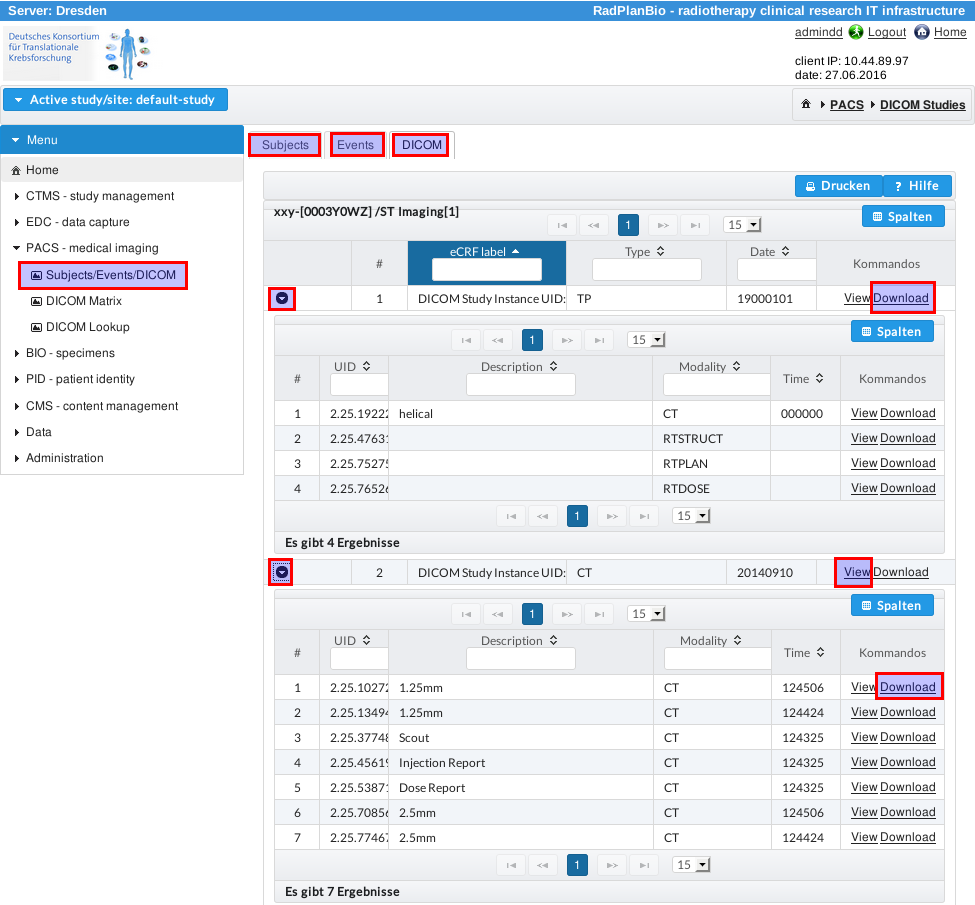 Server: Dresden RadPlanBio - radiotherapy clinical research IT infrastructure
Deutsches Konsortium
für Translationale
Krebsforschung
admindd Logout Home
client IP: 10.44.89.97
date: 27.06.2016
Active study/site: default-study
PACS DICOM Studies
Menu
Home
CTMS - study management
EDC - data capture
PACS - medical imaging
Subjects/Events/DICOM
DICOM Matrix
DICOM Lookup
BIO - specimens
PID - patient identity
CMS - content management
Data
Administration
Subjects Events DICOM
Drucken ? Hilfe
xxy-[0003Y0WZ] /ST Imaging[1]
1 15 Spalten
# eCRF label Type Date Kommandos
1 DICOM Study Instance UID: TP 19000101 View Download
1 15 Spalten
# UID Description Modality Time Kommandos
1 2.25.19222 helical CT 000000 View Download
2 2.25.47631 RTSTRUCT View Download
3 2.25.75275 RTPLAN View Download
4 2.25.76526 RTDOSE View Download
1 15
Es gibt 4 Ergebnisse
2 DICOM Study Instance UID: CT 20140910 View Download
1 15 Spalten
# UID Description Modality Time Kommandos
1 2.25.10272 1.25mm CT 124506 View Download
2 2.25.13494 1.25mm CT 124424 View Download
3 2.25.37748 Scout CT 124325 View Download
4 2.25.45619 Injection Report CT 124325 View Download
5 2.25.53871 Dose Report CT 124325 View Download
6 2.25.70856 2.5mm CT 124506 View Download
7 2.25.77467 2.5mm CT 124424 View Download
1 15
Es gibt 7 Ergebnisse